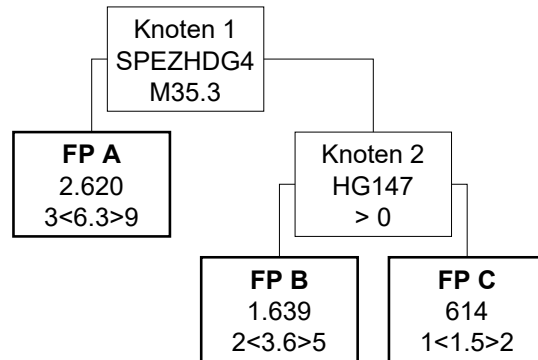 Knoten 1
SPEZHDG4
M35.3
FP A
2.620
3<6.3>9
Knoten 2
HG147
> 0
FP B
1.639
2<3.6>5
FP C
614
1<1.5>2